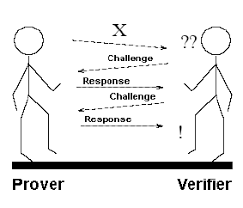 X
??
Challenge
Response
Challenge
Response
!
Prover Verifier